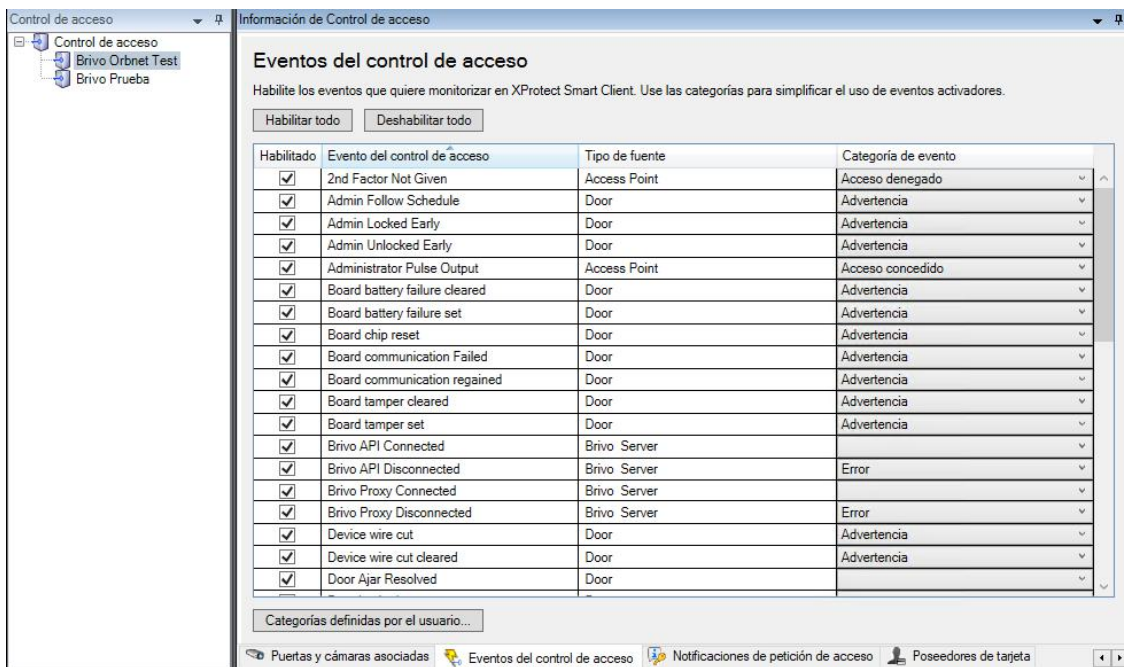 Control de acceso
Información de Control de acceso
Control de acceso
Brivo Orbnet Test
Brivo Prueba
Eventos del control de acceso
Habilite los eventos que quiere monitorizar en XProtect Smart Client. Use las categorías para simplificar el uso de eventos activadores.
Habilitar todo Deshabilitar todo
Habilitado Evento del control de acceso Tipo de fuente Categoría de evento
2nd Factor Not Given Access Point Acceso denegado
Admin Follow Schedule Door Advertencia
Admin Locked Early Door Advertencia
Admin Unlocked Early Door Advertencia
Administrator Pulse Output Access Point Acceso concedido
Board battery failure cleared Door Advertencia
Board battery failure set Door Advertencia
Board chip reset Door Advertencia
Board communication Failed Door Advertencia
Board communication regained Door Advertencia
Board tamper cleared Door Advertencia
Board tamper set Door Advertencia
Brivo API Connected Brivo Server
Brivo API Disconnected Brivo Server Error
Brivo Proxy Connected Brivo Server
Brivo Proxy Disconnected Brivo Server Error
Device wire cut Door Advertencia
Device wire cut cleared Door Advertencia
Door Ajar Resolved Door
Categorías definidas por el usuario...
Puertas y cámaras asociadas Eventos del control de acceso Notificaciones de petición de acceso Poseedores de tarjeta